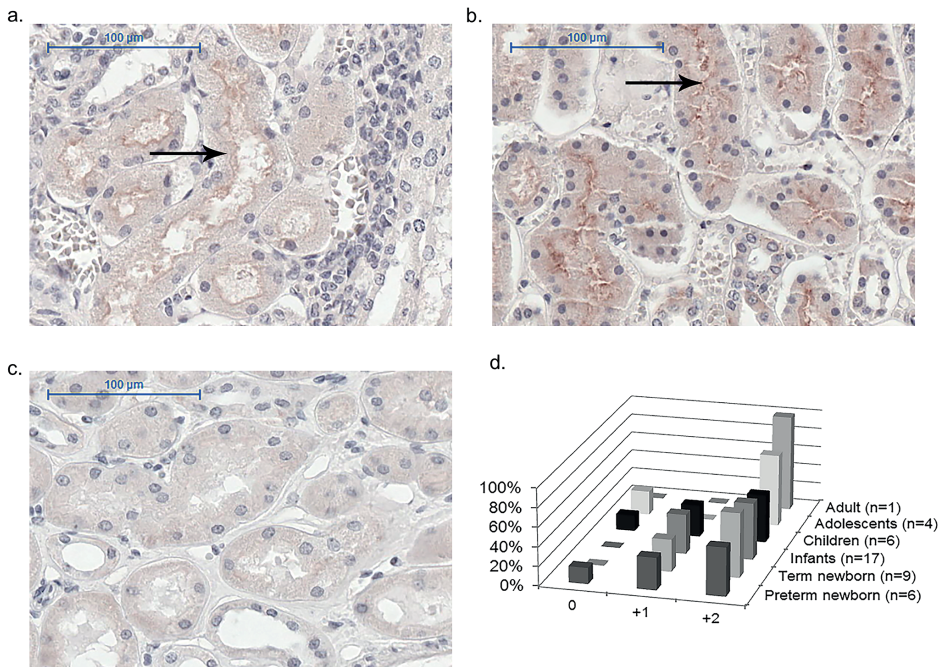 a.
b.
100 µm
100 µm
c.
d.
100 µm
100%
80%
60%
40%
20%
0%
0
+1
+2
Adult (n=1)
Adolescents (n=4)
Children (n=6)
Infants (n=17)
Term newborn (n=9)
Preterm newborn (n=6)